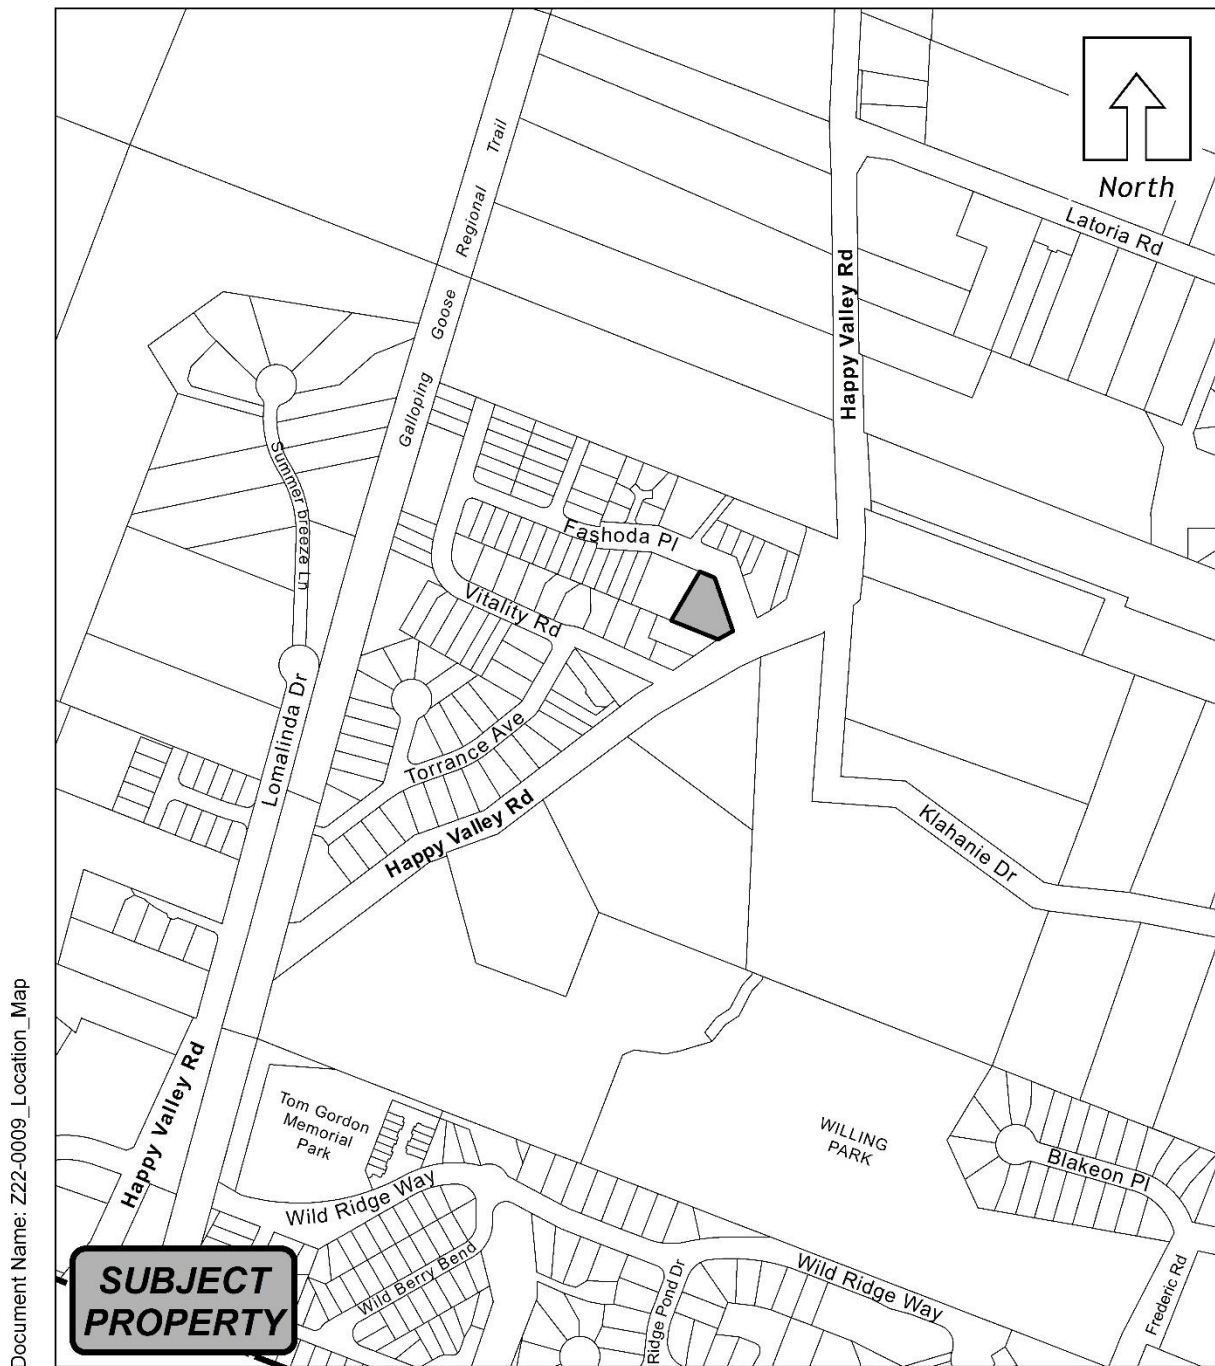 North
Latoria Rd
Galloping Goose Regional Trail
Happy Valley Rd
Summerbreeze Ln
Fashoda Pl
Vitality Rd
Lomalinda Dr
Torrance Ave
Happy Valley Rd
Klahanie Dr
Document Name: Z22-0009_Location_Map
Happy Valley Rd
Tom Gordon
Memorial
Park
WILLING
PARK
Blakeon Pl
Wild Ridge Way
Wild Berry Bend
Wild Ridge Way
Ridge Pond Dr
Frederic Rd
SUBJECT
PROPERTY